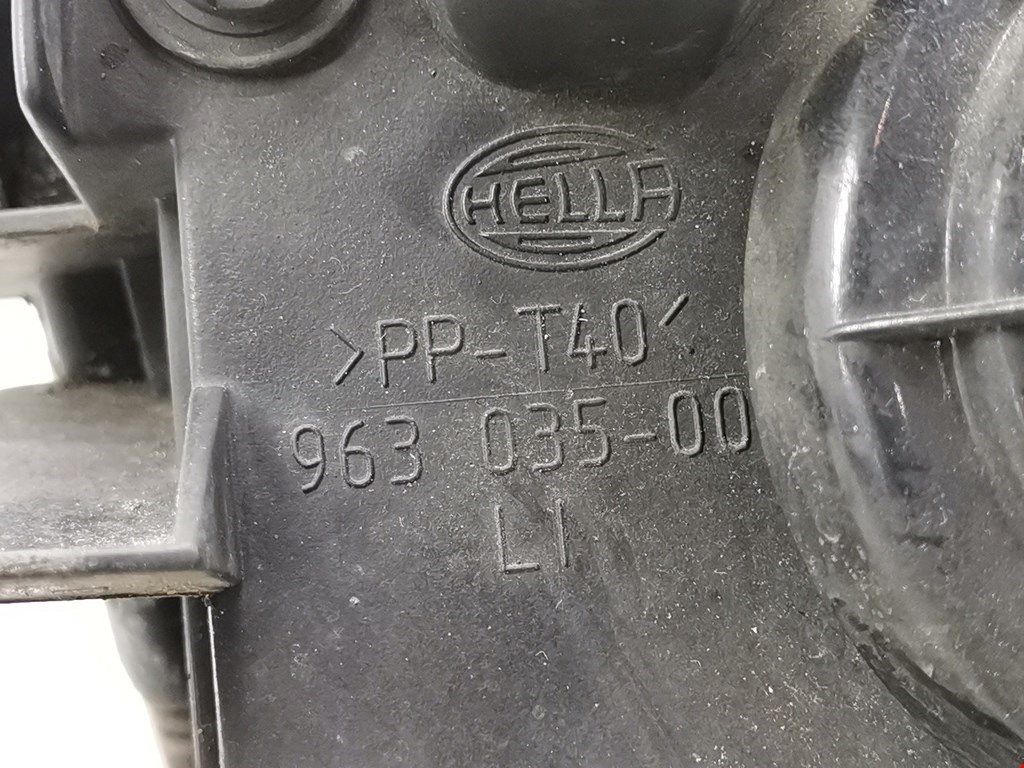 HELLA
>PP-T40<
963 035-00
LI